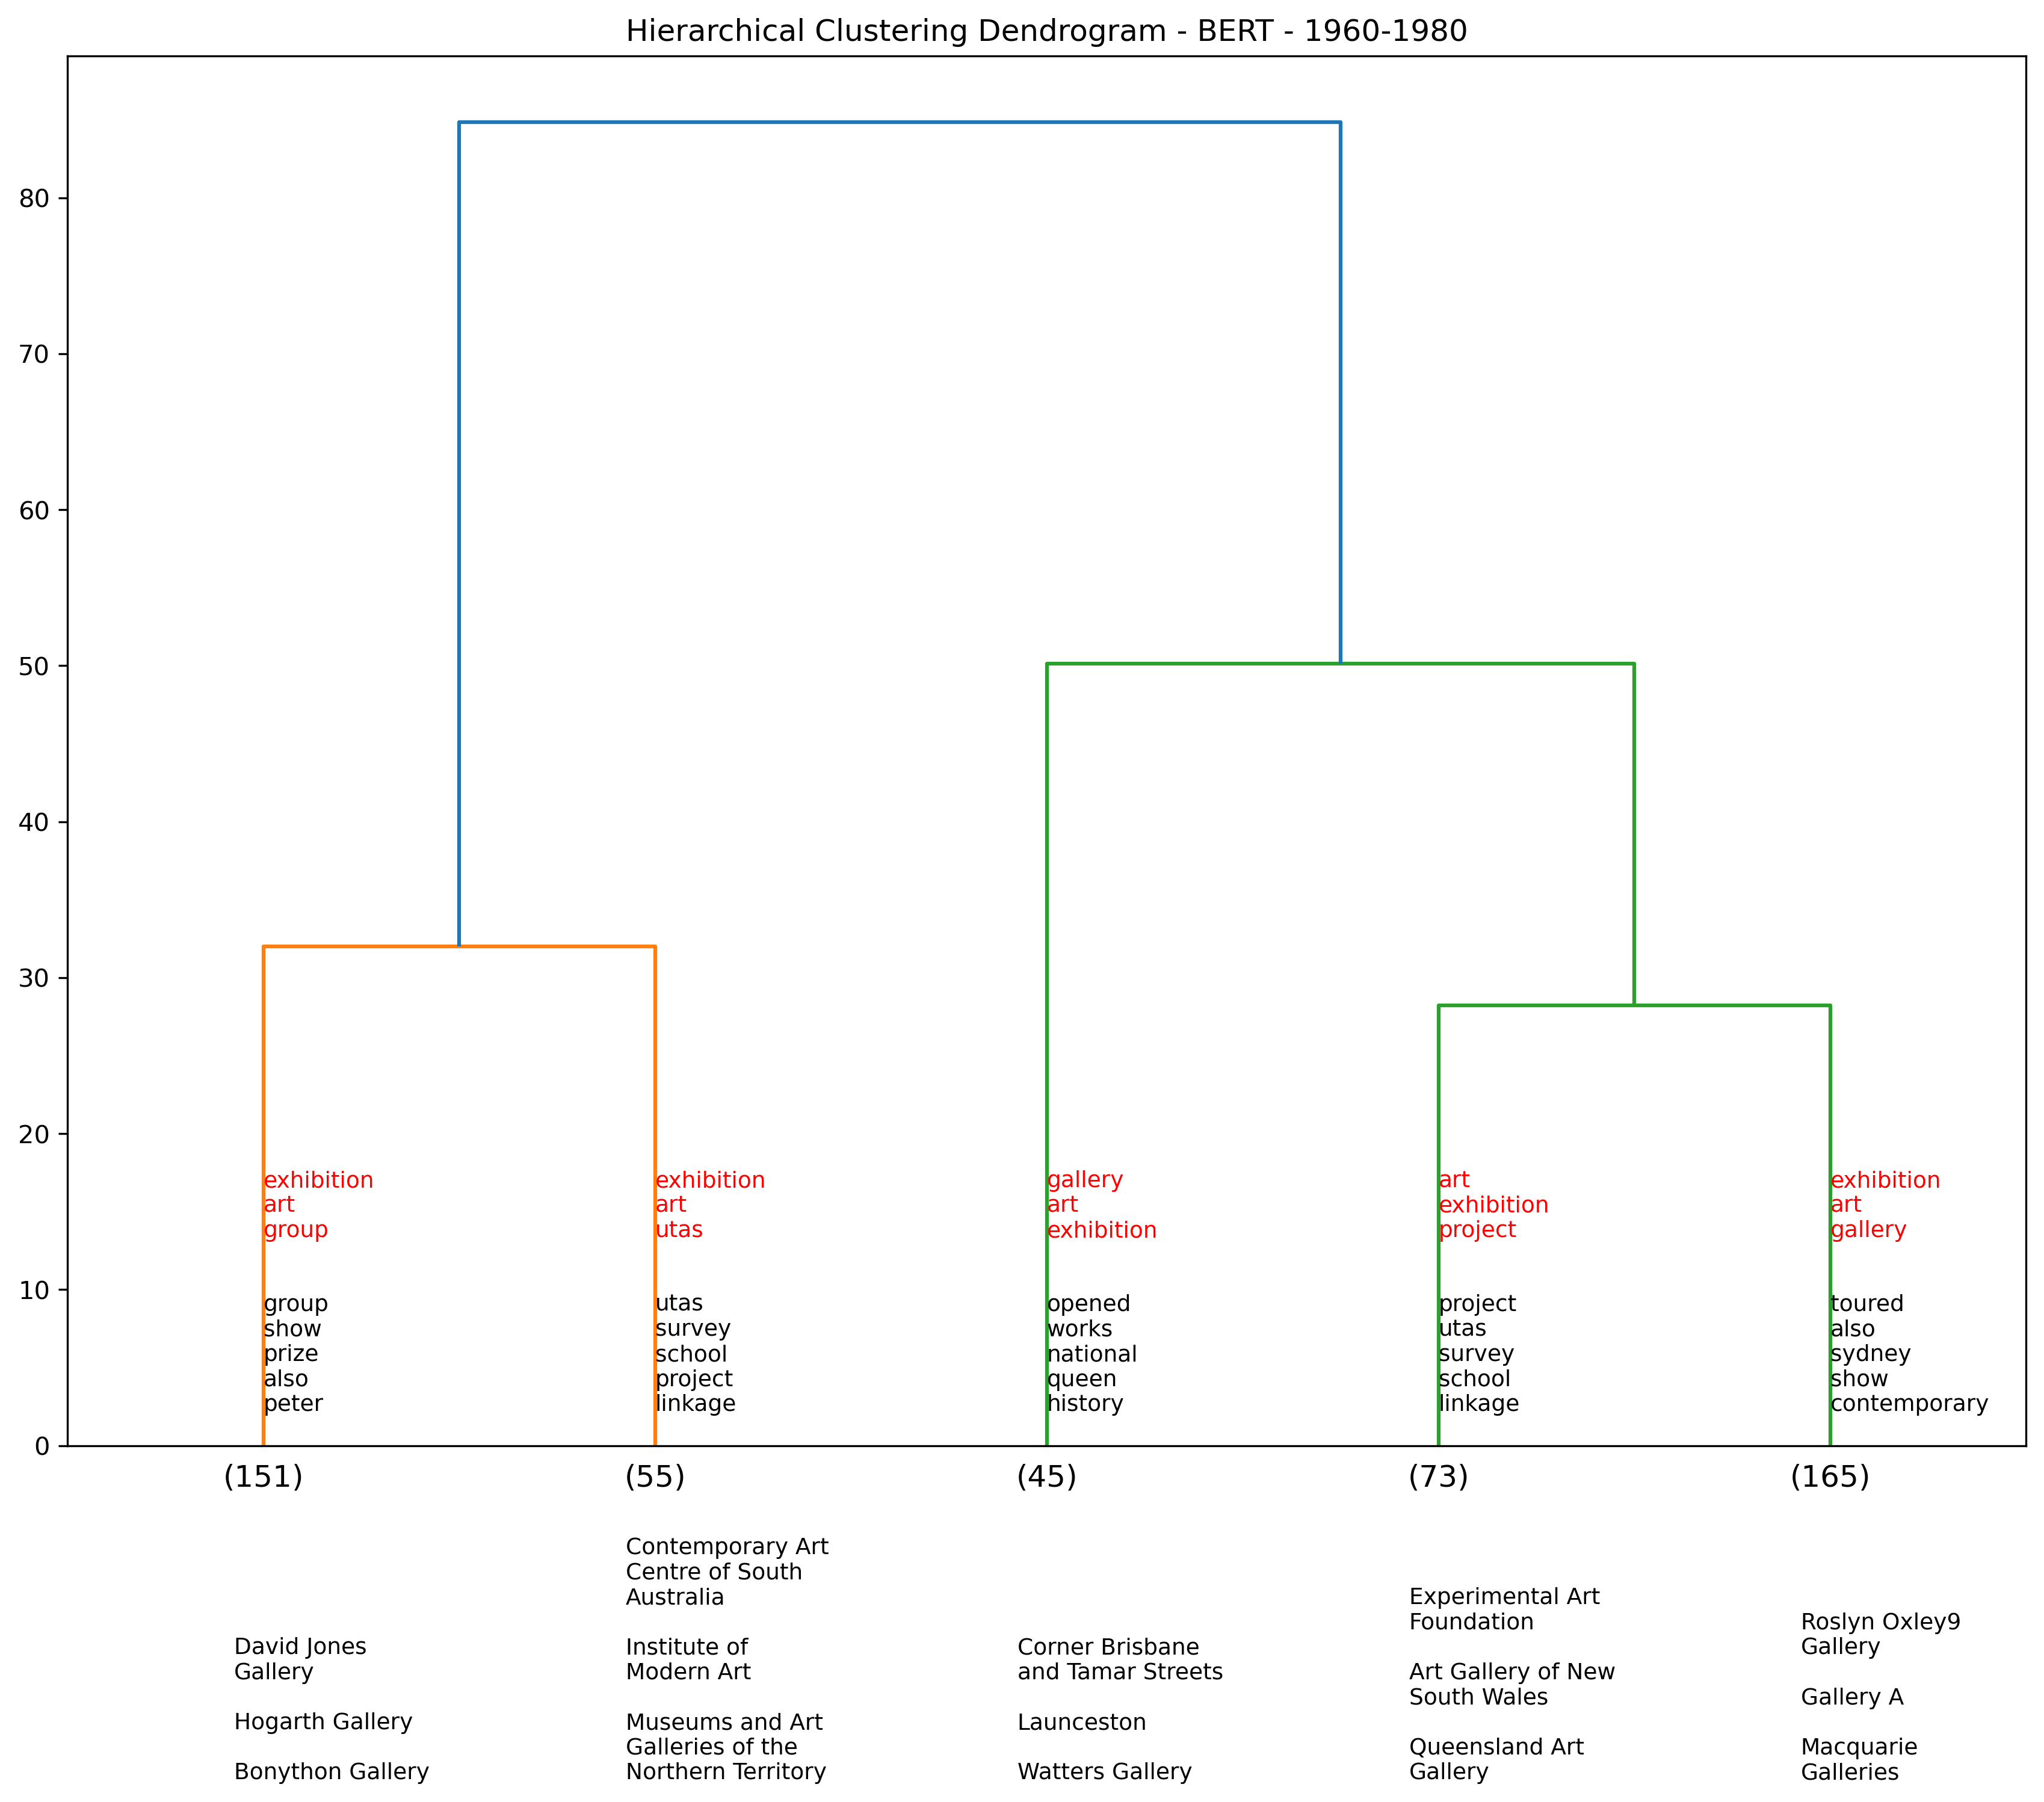 Hierarchical Clustering Dendrogram - BERT - 1960-1980
80
70
60
50
40
30
20
10
0
exhibition
art
group
group
show
prize
also
peter
exhibition
art
utas
utas
survey
school
project
linkage
gallery
art
exhibition
opened
works
national
queen
history
art
exhibition
project
project
utas
survey
school
linkage
exhibition
art
gallery
toured
also
sydney
show
contemporary
(151)
(55)
(45)
(73)
(165)
David Jones
Gallery
Hogarth Gallery
Bonython Gallery
Contemporary Art
Centre of South
Australia
Institute of
Modern Art
Museums and Art
Galleries of the
Northern Territory
Corner Brisbane
and Tamar Streets
Launceston
Watters Gallery
Experimental Art
Foundation
Art Gallery of New
South Wales
Queensland Art
Gallery
Roslyn Oxley9
Gallery
Gallery A
Macquarie
Galleries